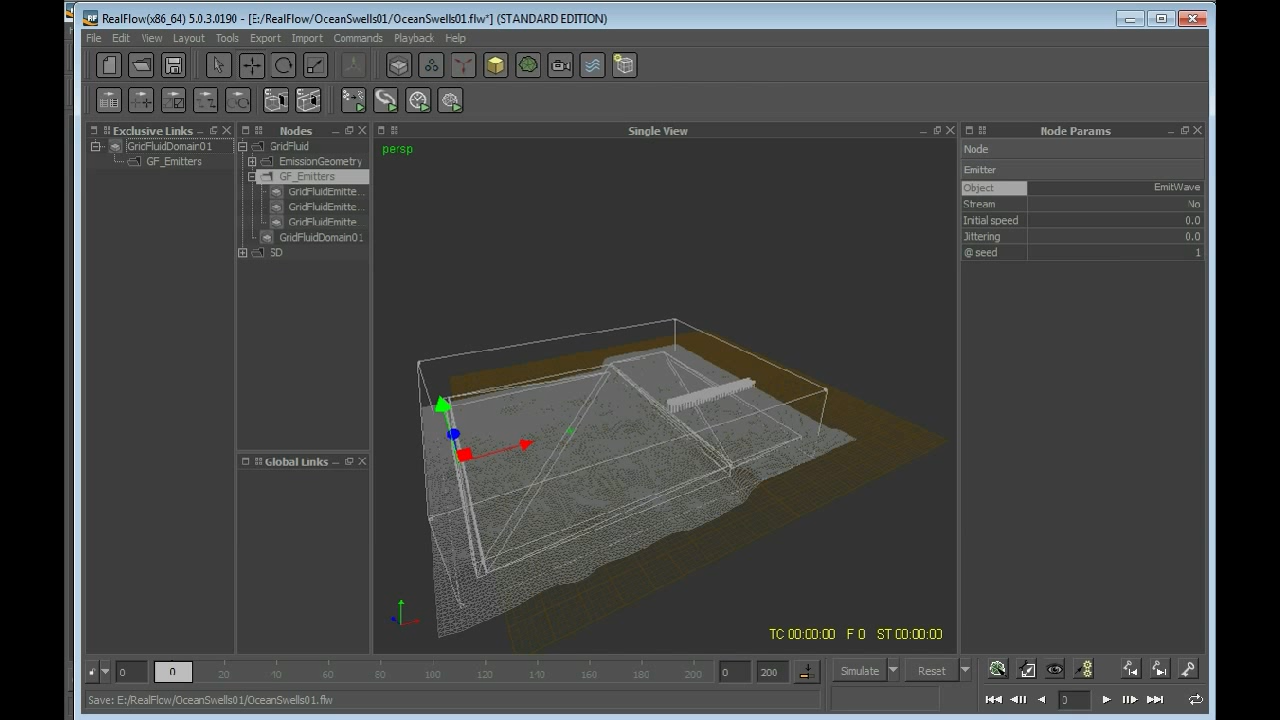 RealFlow(x86_64) 5.0.3.0190 - [E:/RealFlow/OceanSwells01/OceanSwells01.flw*] (STANDARD EDITION)
File Edit View Layout Tools Export Import Commands Playback Help
Exclusive Links
GridFluidDomain01
GF_Emitters
Nodes
GridFluid
EmissionGeometry
GF_Emitters
GridFluidEmitte...
GridFluidEmitte...
GridFluidEmitte...
GridFluidDomain01
SD
Global Links
Single View
persp
TC 00:00:00 F 0 ST 00:00:00
Node Params
Node
Emitter
Object EmitWave
Stream No
Initial speed 0.0
Jittering 0.0
@ seed 1
0 0 20 40 60 80 100 120 140 160 180 200 0 200 Simulate Reset
Save: E:/RealFlow/OceanSwells01/OceanSwells01.flw
0